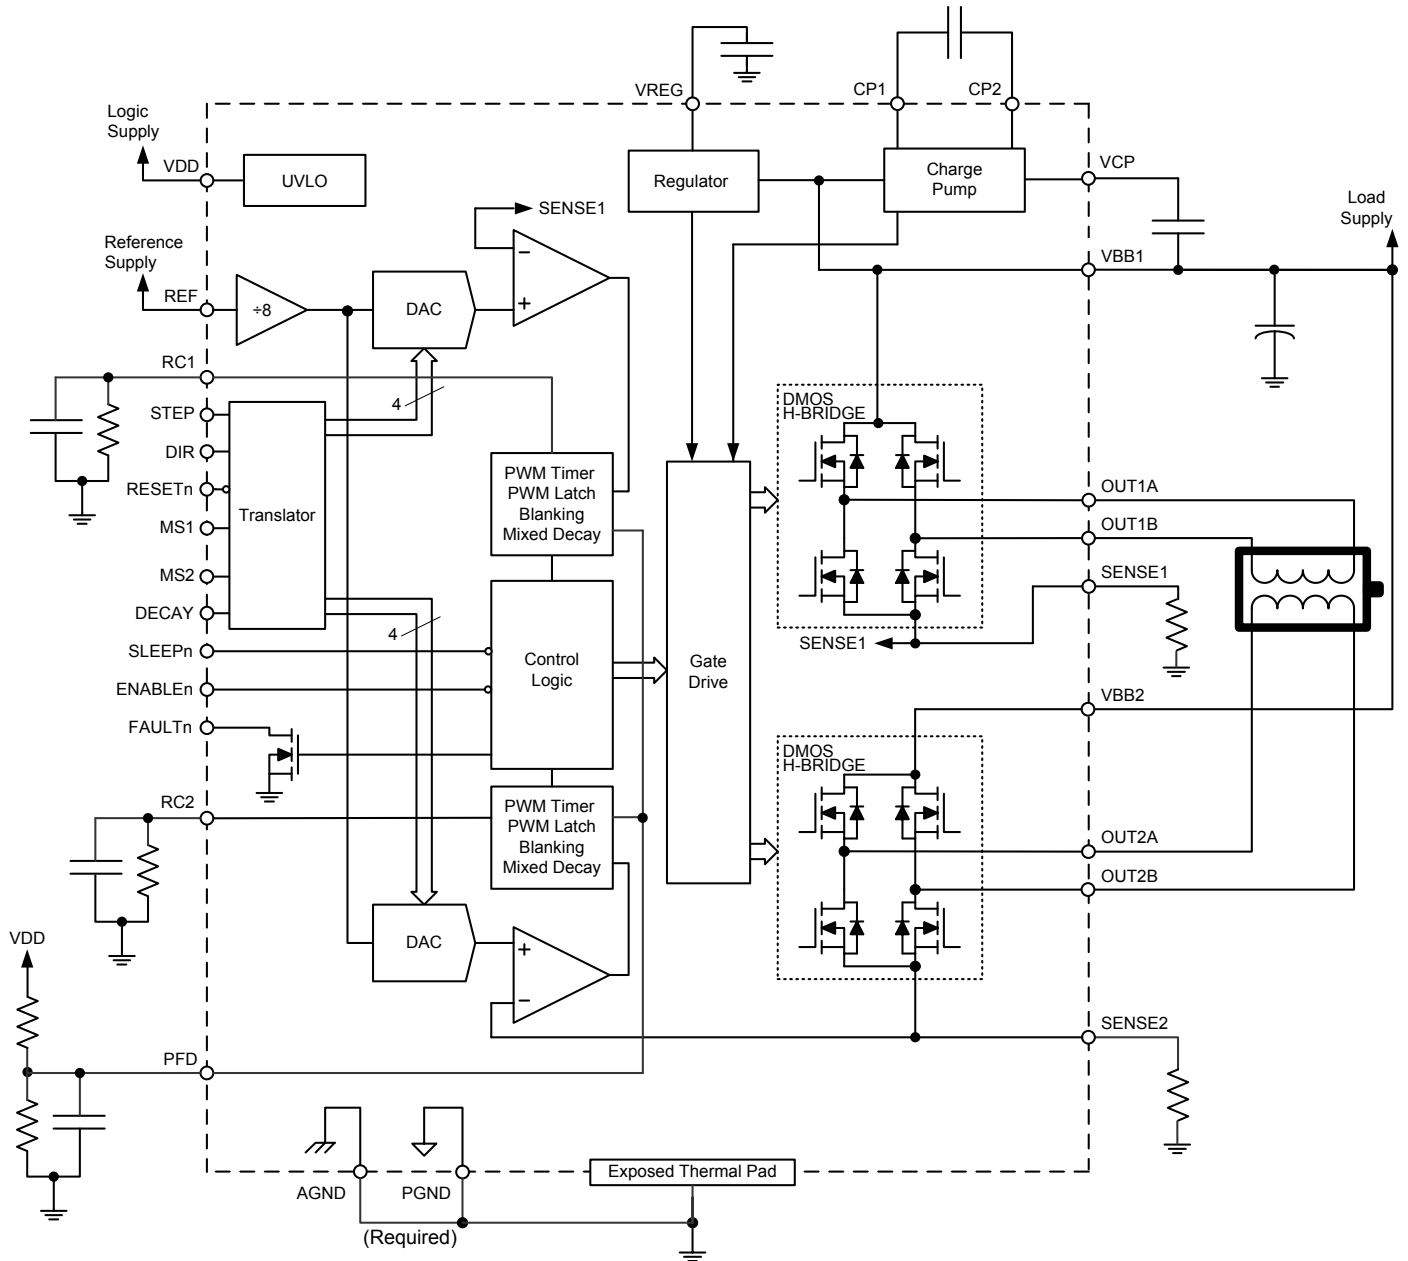 VREG
CP1
CP2
Logic
Supply
VDD
UVLO
Regulator
Charge
Pump
VCP
Load
Supply
SENSE1
Reference
Supply
REF
÷8
DAC
−
+
VBB1
RC1
4
STEP
DIR
RESETn
MS1
MS2
DECAY
Translator
PWM Timer
PWM Latch
Blanking
Mixed Decay
DMOS
H-BRIDGE
OUT1A
OUT1B
SENSE1
SENSE1
4
SLEEPn
ENABLEn
FAULTn
Control
Logic
Gate
Drive
VBB2
DMOS
H-BRIDGE
RC2
PWM Timer
PWM Latch
Blanking
Mixed Decay
OUT2A
OUT2B
VDD
DAC
+
−
SENSE2
PFD
Exposed Thermal Pad
AGND
PGND
(Required)